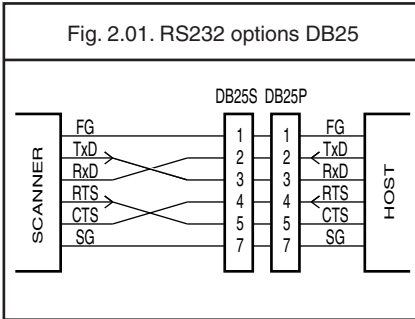 Fig. 2.01. RS232 options DB25
DB25S DB25P
SCANNER
FG 1 1 FG
TxD 2 2 TxD
RxD 3 3 RxD
RTS 4 4 RTS
CTS 5 5 CTS
SG 7 7 SG
HOST